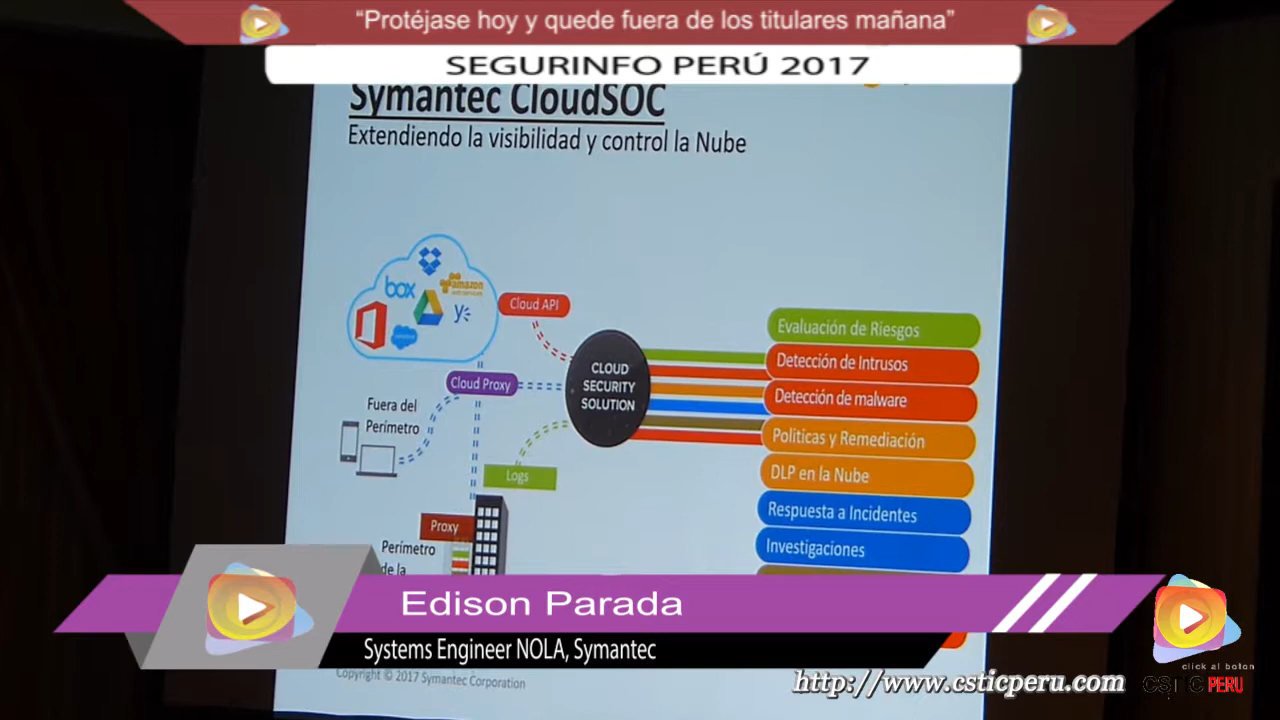 “Protéjase hoy y quede fuera de los titulares mañana”
SEGURINFO PERÚ 2017
Symantec CloudSOC
Extendiendo la visibilidad y control la Nube
box
amazon
Cloud API
Cloud Proxy
Fuera del
Perímetro
CLOUD
SECURITY
SOLUTION
Logs
Proxy
Perímetro
de la
Evaluación de Riesgos
Detección de Intrusos
Detección de malware
Políticas y Remediación
DLP en la Nube
Respuesta a Incidentes
Investigaciones
Edison Parada
Systems Engineer NOLA, Symantec
Copyright © 2017 Symantec Corporation
http://www.csticperu.com
click al boton
CSTIC PERU